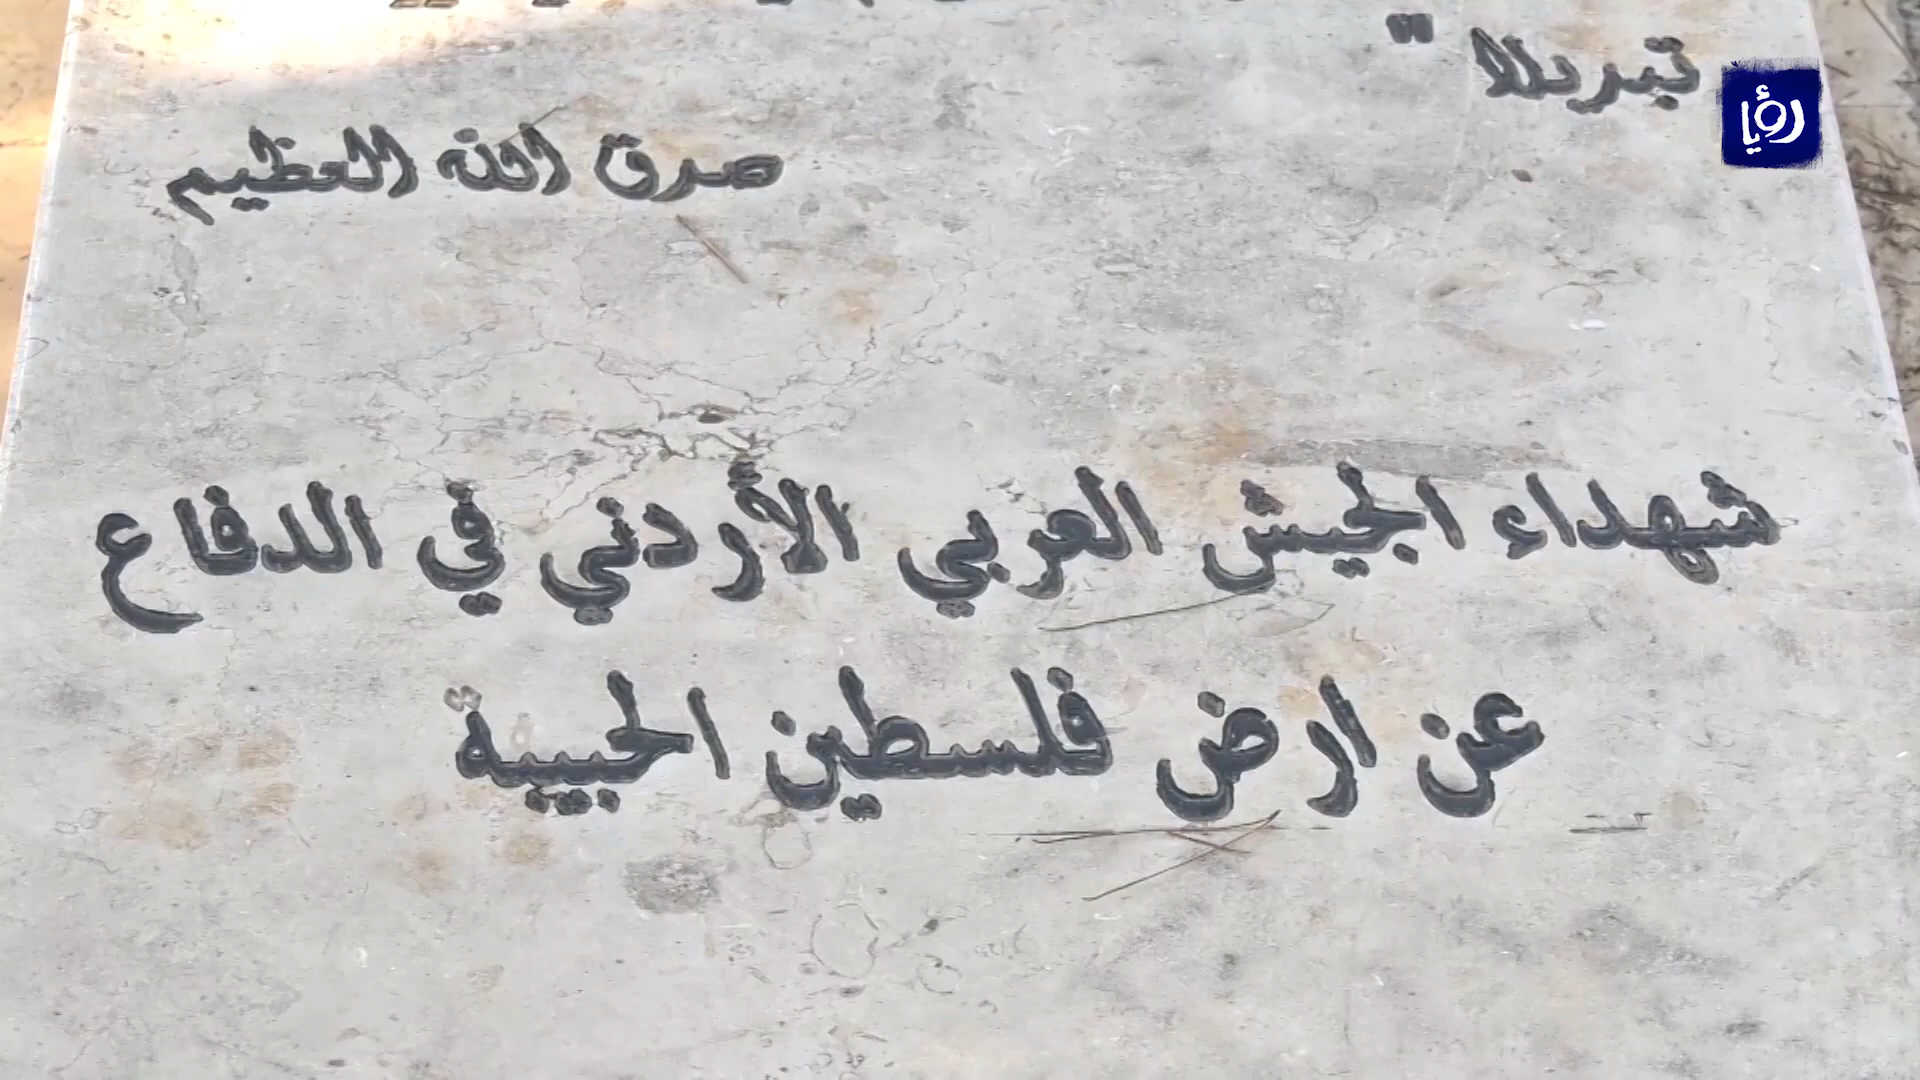 تبديلا "
رؤيا
صدق الله العظيم
شهداء الجيش العربي الأردني في الدفاع
عن ارض فلسطين الحبيبة